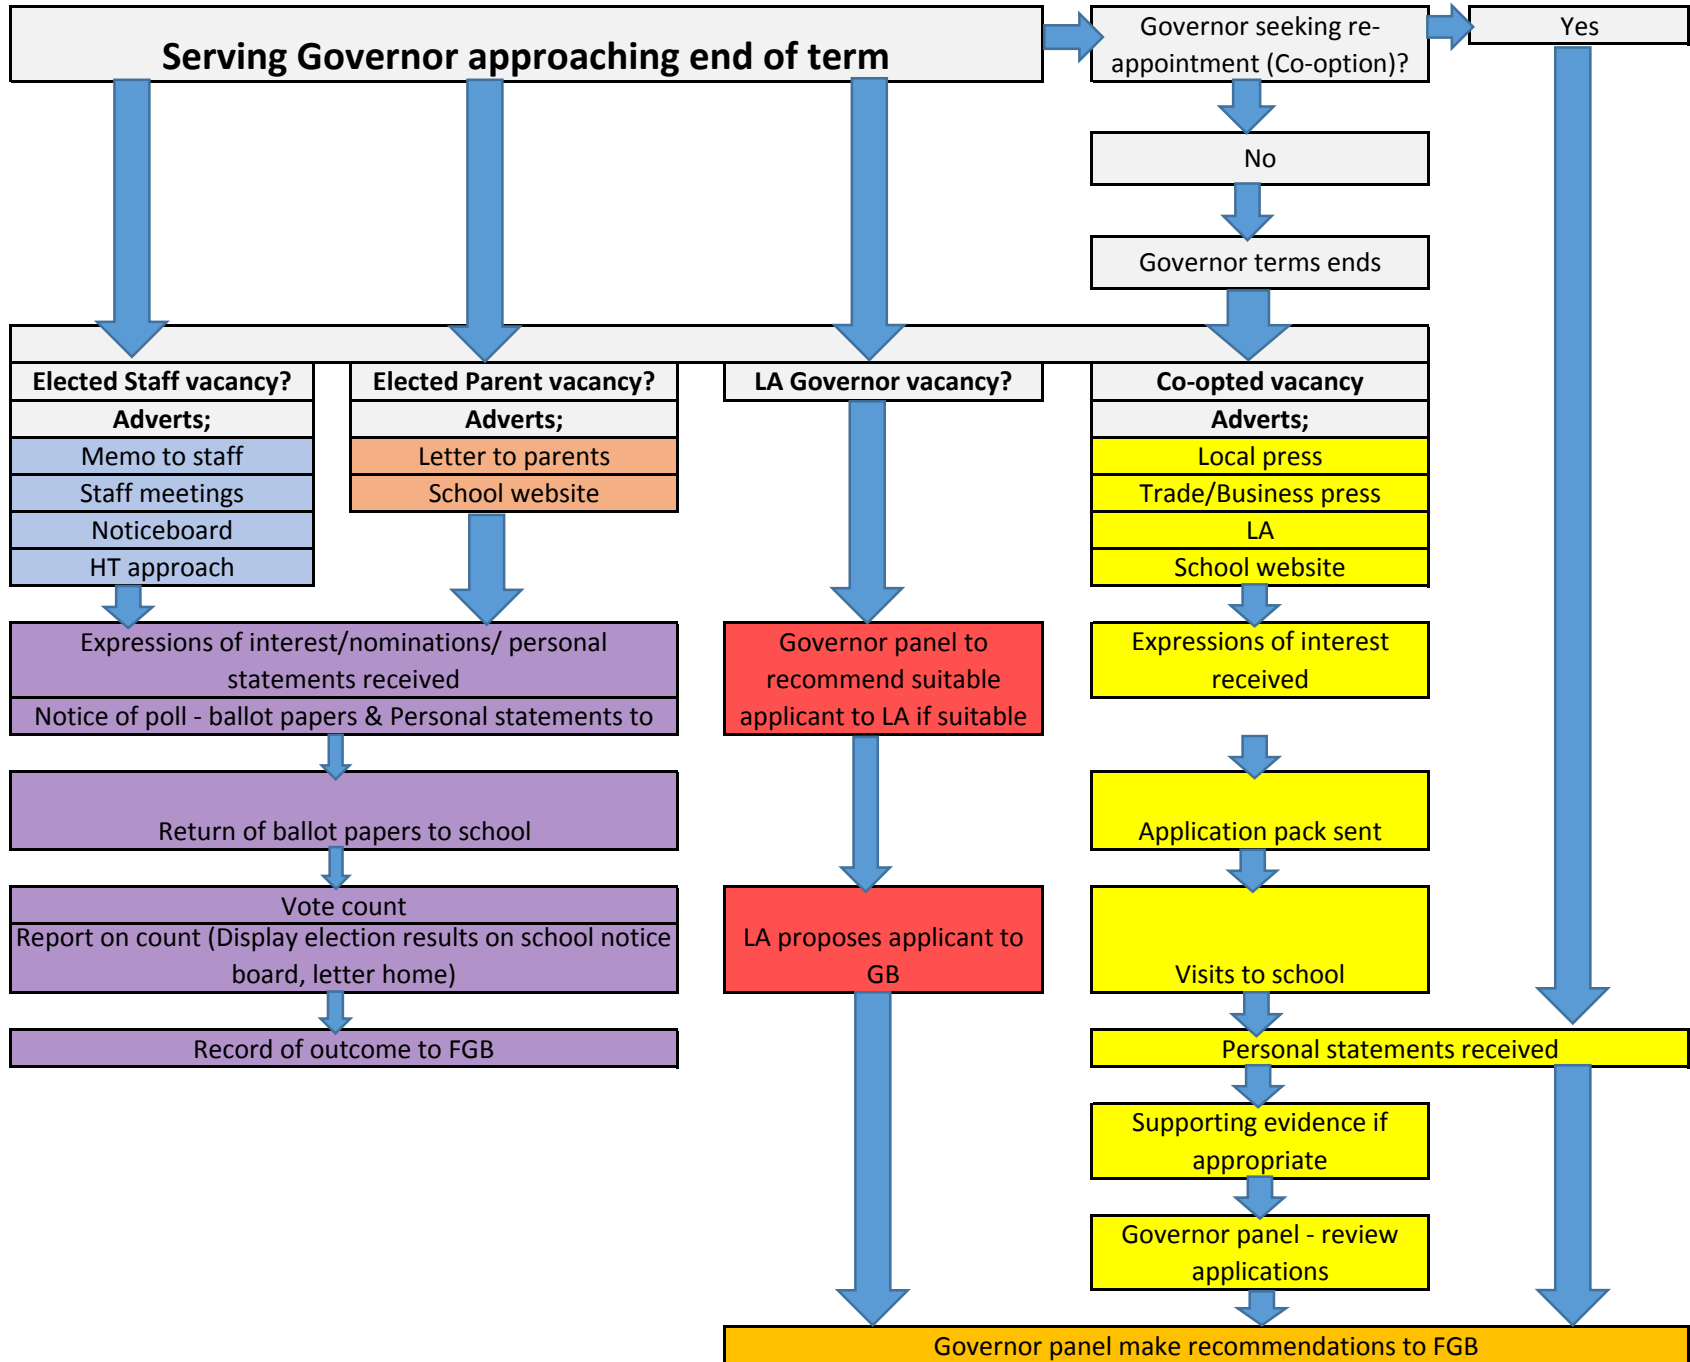 Serving Governor approaching end of term
Governor seeking re-
appointment (Co-option)?
Yes
No
Governor terms ends
Elected Staff vacancy?
Adverts;
Memo to staff
Staff meetings
Noticeboard
HT approach
Elected Parent vacancy?
Adverts;
Letter to parents
School website
LA Governor vacancy?
Co-opted vacancy
Adverts;
Local press
Trade/Business press
LA
School website
Expressions of interest/nominations/ personal
statements received
Notice of poll - ballot papers & Personal statements to
Return of ballot papers to school
Vote count
Report on count (Display election results on school notice
board, letter home)
Record of outcome to FGB
Governor panel to
recommend suitable
applicant to LA if suitable
LA proposes applicant to
GB
Expressions of interest
received
Application pack sent
Visits to school
Personal statements received
Supporting evidence if
appropriate
Governor panel - review
applications
Governor panel make recommendations to FGB